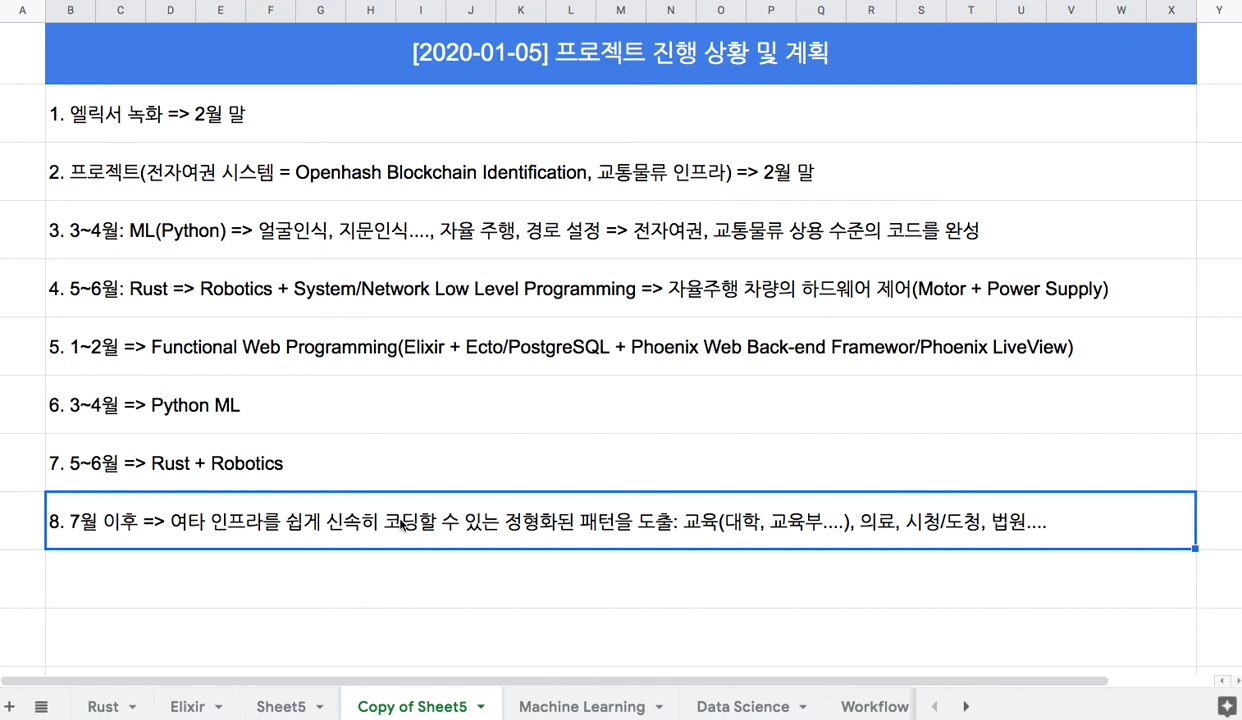 A B C D E F G H I J K L M N O P Q R S T U V W X Y
[2020-01-05] 프로젝트 진행 상황 및 계획
1. 엘릭서 녹화 => 2월 말
2. 프로젝트(전자여권 시스템 = Openhash Blockchain Identification, 교통물류 인프라) => 2월 말
3. 3~4월: ML(Python) => 얼굴인식, 지문인식...., 자율 주행, 경로 설정 => 전자여권, 교통물류 상용 수준의 코드를 완성
4. 5~6월: Rust => Robotics + System/Network Low Level Programming => 자율주행 차량의 하드웨어 제어(Motor + Power Supply)
5. 1~2월 => Functional Web Programming(Elixir + Ecto/PostgreSQL + Phoenix Web Back-end Framewor/Phoenix LiveView)
6. 3~4월 => Python ML
7. 5~6월 => Rust + Robotics
8. 7월 이후 => 여타 인프라를 쉽게 신속히 코딩할 수 있는 정형화된 패턴을 도출: 교육(대학, 교육부....), 의료, 시청/도청, 법원....
Rust Elixir Sheet5 Copy of Sheet5 Machine Learning Data Science Workflow